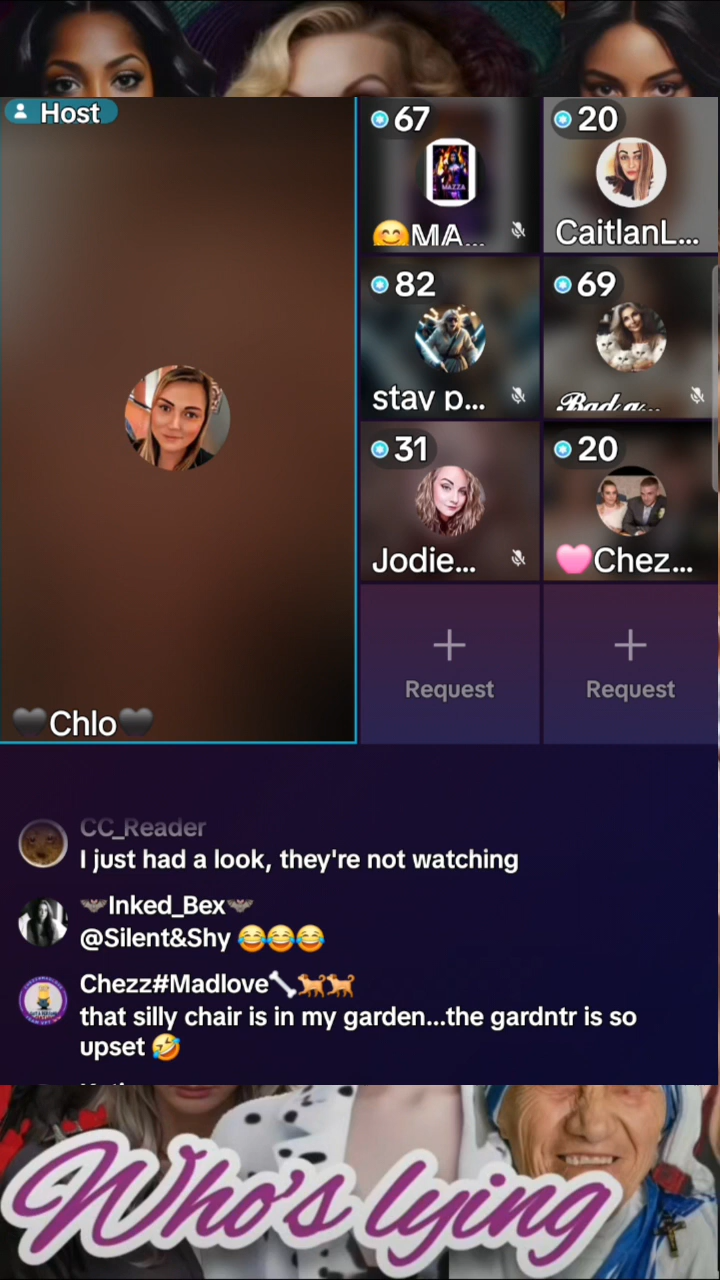 Host
67
MA...
20
CaitlanL...
82
stav p...
69
Bad a...
31
Jodie...
20
Chez...
Request
Request
Chlo
CC_Reader
I just had a look, they're not watching
Inked_Bex
@Silent&Shy 😂😂😂
Chezz#Madlove🦴🐕🐕
that silly chair is in my garden...the gardntr is so
upset 🤣
Who's lying